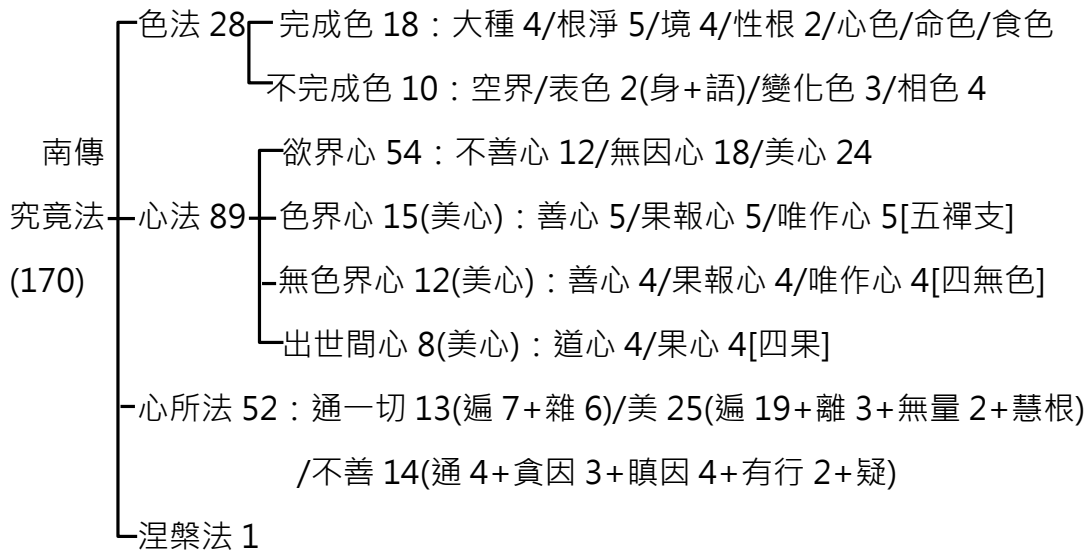 色法 28 完成色 18：大種 4/根淨 5/境 4/性根 2/心色/命色/食色
不完成色 10：空界/表色 2(身+語)/變化色 3/相色 4
南傳
究竟法
(170)
欲界心 54：不善心 12/無因心 18/美心 24
心法 89 色界心 15(美心)：善心 5/果報心 5/唯作心 5[五禪支]
無色界心 12(美心)：善心 4/果報心 4/唯作心 4[四無色]
出世間心 8(美心)：道心 4/果心 4[四果]
心所法 52：通一切 13(遍 7+雜 6)/美 25(遍 19+離 3+無量 2+慧根)
/不善 14(通 4+貪因 3+瞋因 4+有行 2+疑)
涅槃法 1